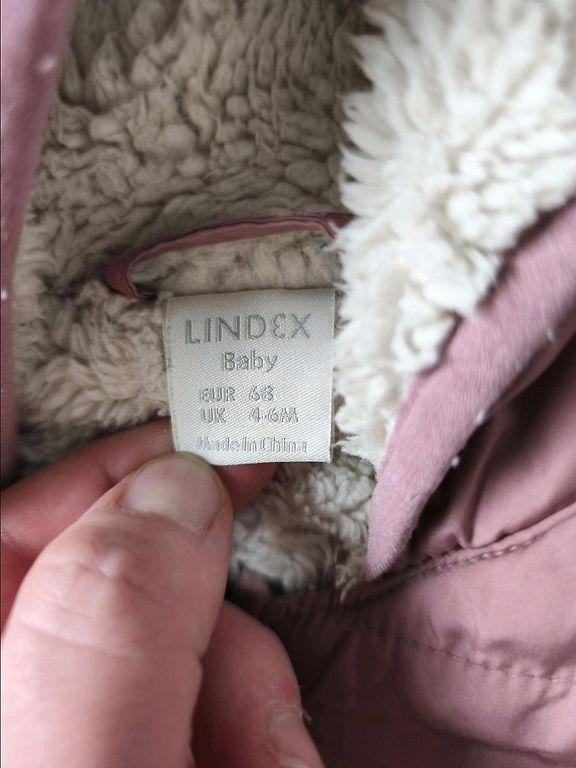 LINDEX
Baby
EUR 68
UK 4-6M
Made in China